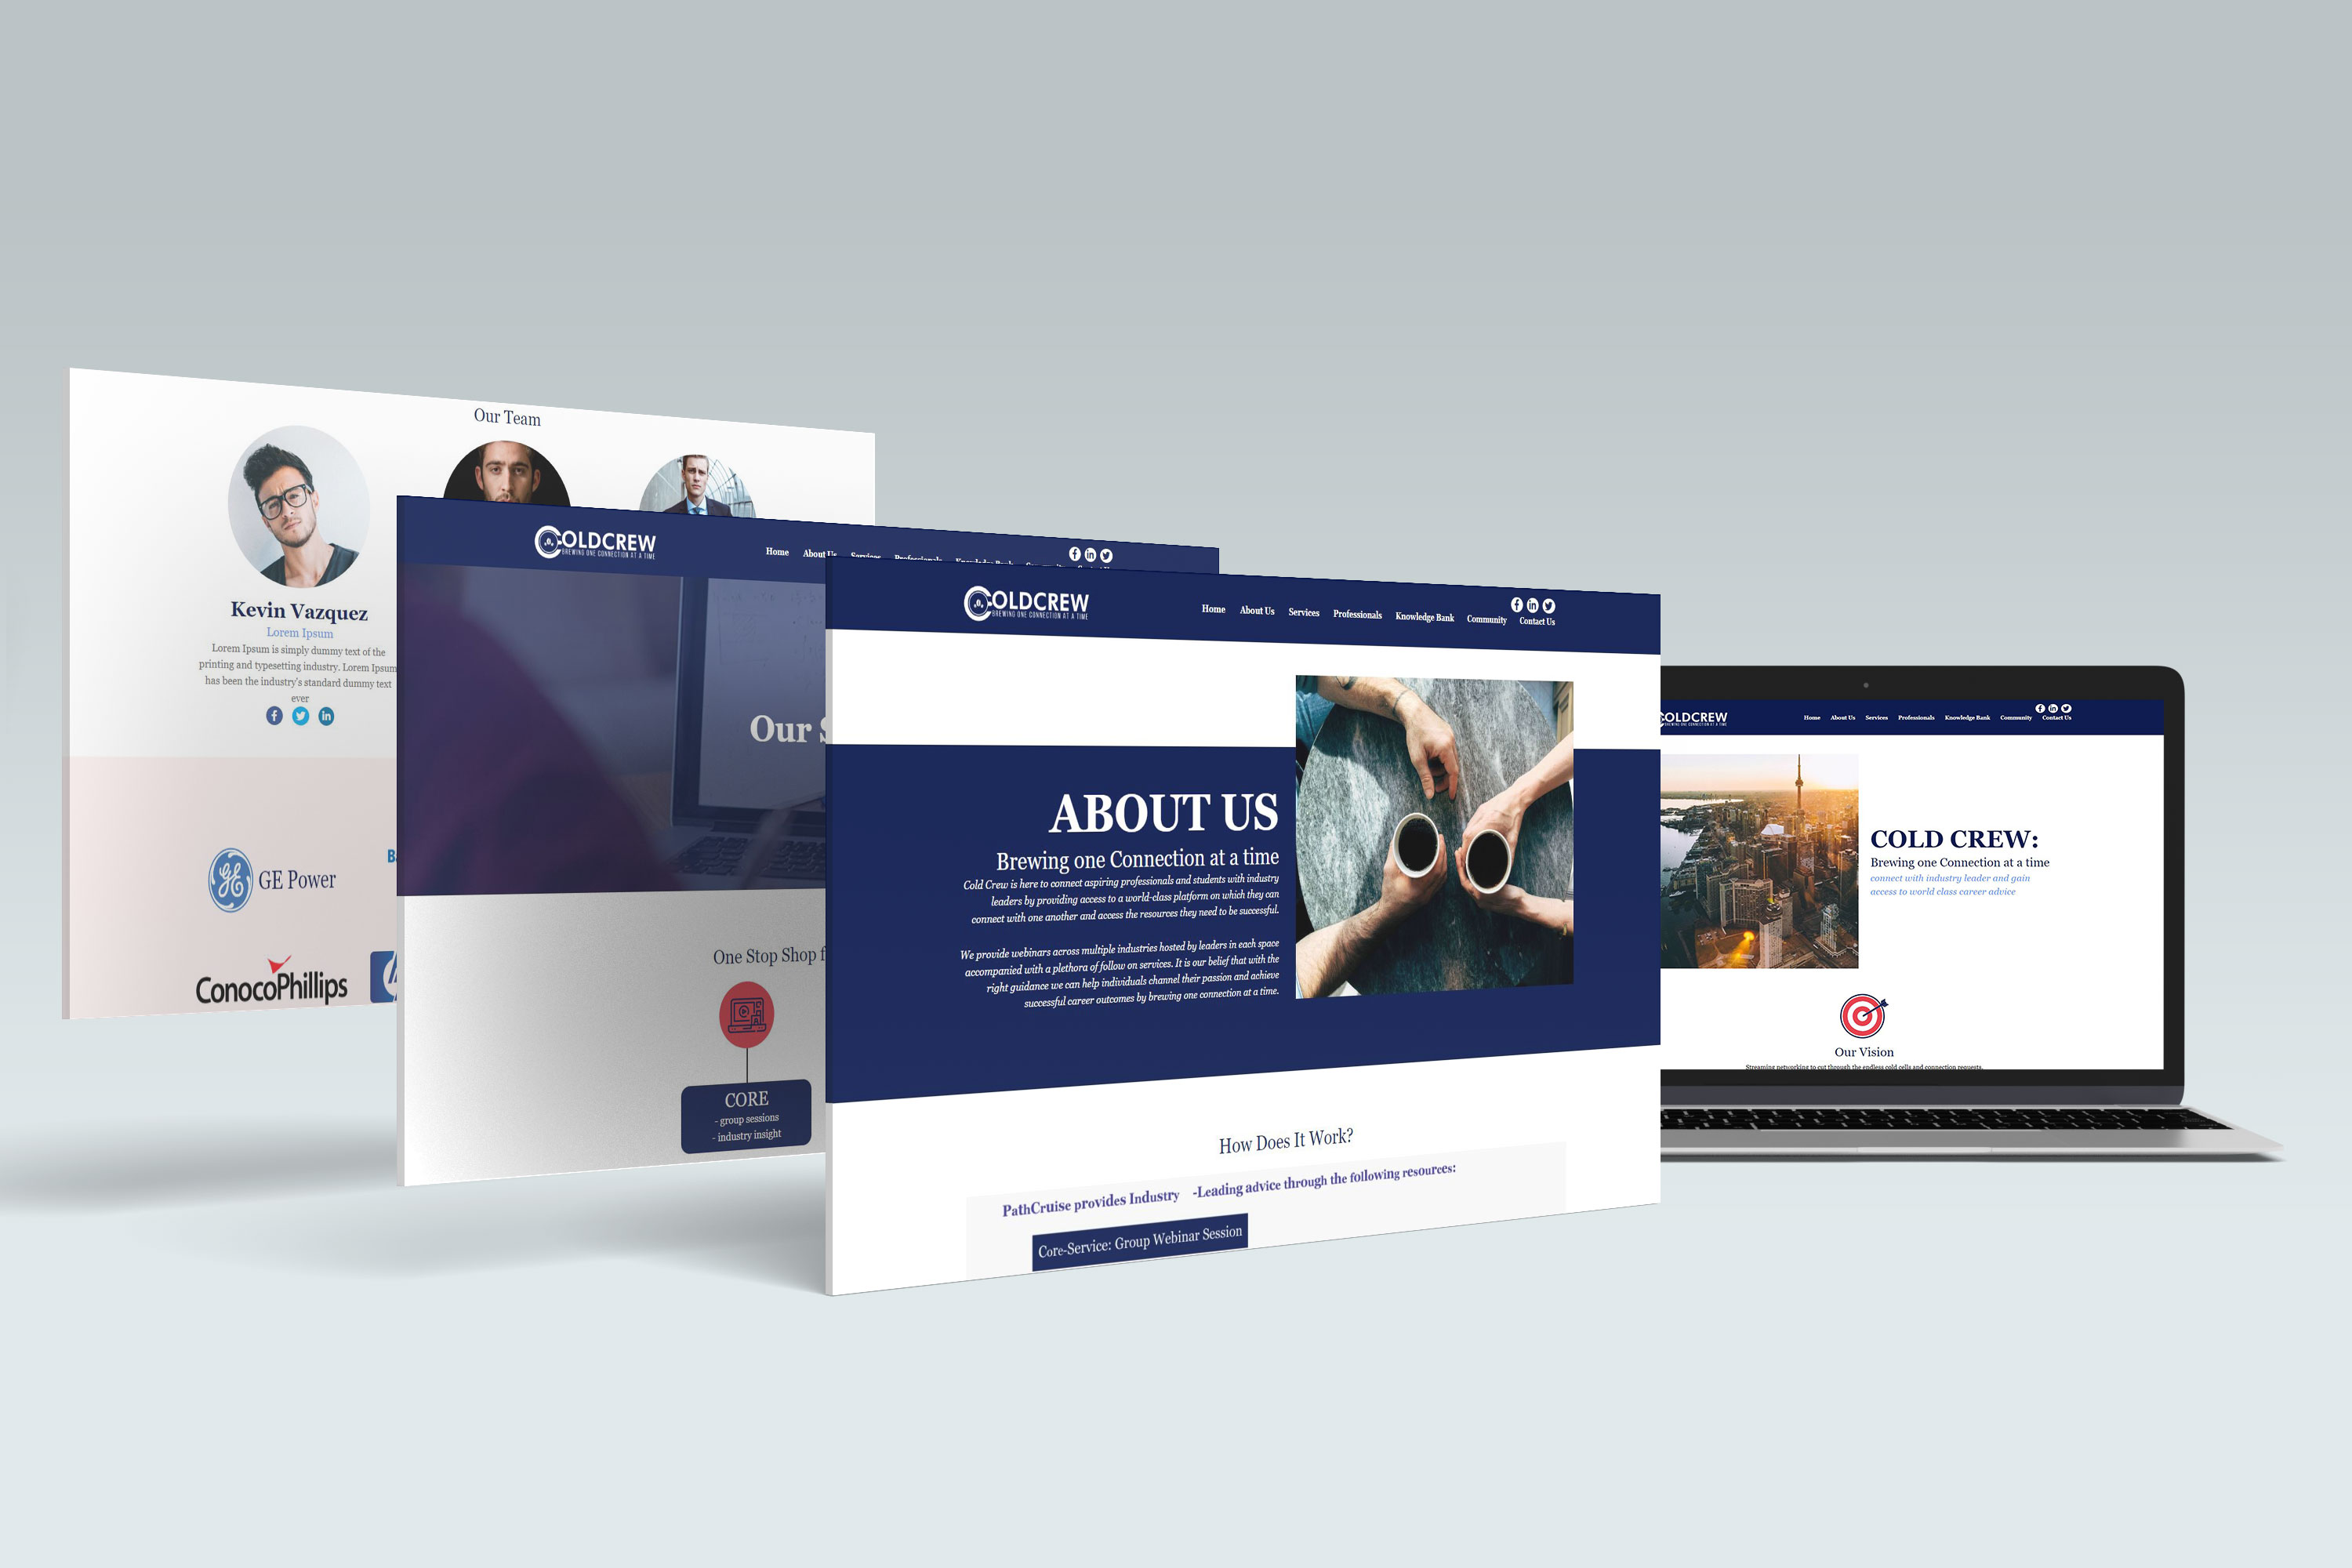 Our Team
Kevin Vazquez
Lorem Ipsum
Lorem Ipsum is simply dummy text of the
printing and typesetting industry. Lorem Ipsum
has been the industry's standard dummy text
ever
GE Power
ConocoPhillips
OLDCREW
BREWING ONE CONNECTION AT A TIME
Home About Us Services Professionals Knowledge Bank
Our
One Stop Shop f
CORE
- group sessions
- industry insight
OLDCREW
BREWING ONE CONNECTION AT A TIME
Home About Us Services Professionals Knowledge Bank Community Contact Us
ABOUT US
Brewing one Connection at a time
Cold Crew is here to connect aspiring professionals and students with industry
leaders by providing access to a world-class platform on which they can
connect with one another and access the resources they need to be successful.
We provide webinars across multiple industries hosted by leaders in each space
accompanied with a plethora of follow on services. It is our belief that with the
right guidance we can help individuals channel their passion and achieve
successful career outcomes by brewing one connection at a time.
How Does It Work?
PathCruise provides Industry -Leading advice through the following resources:
Core-Service: Group Webinar Session
OLDCREW
BREWING ONE CONNECTION AT A TIME
Home About Us Services Professionals Knowledge Bank Community Contact Us
COLD CREW:
Brewing one Connection at a time
connect with industry leader and gain
access to world class career advice
Our Vision
Streaming networking to cut through the endless cold cells and connection requests.